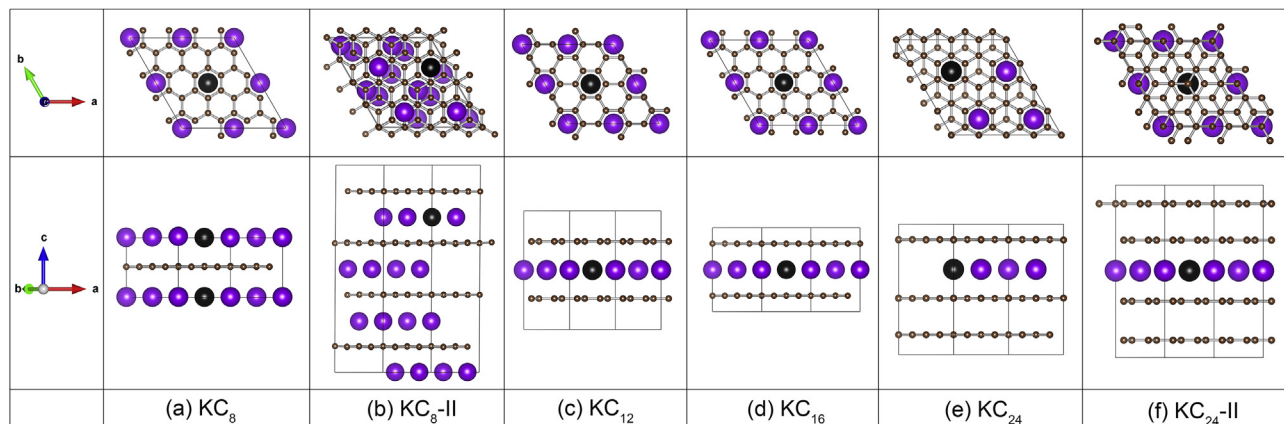 b
c
a
c
b
a
(a) KC₈
(b) KC₈-II
(c) KC₁₂
(d) KC₁₆
(e) KC₂₄
(f) KC₂₄-II